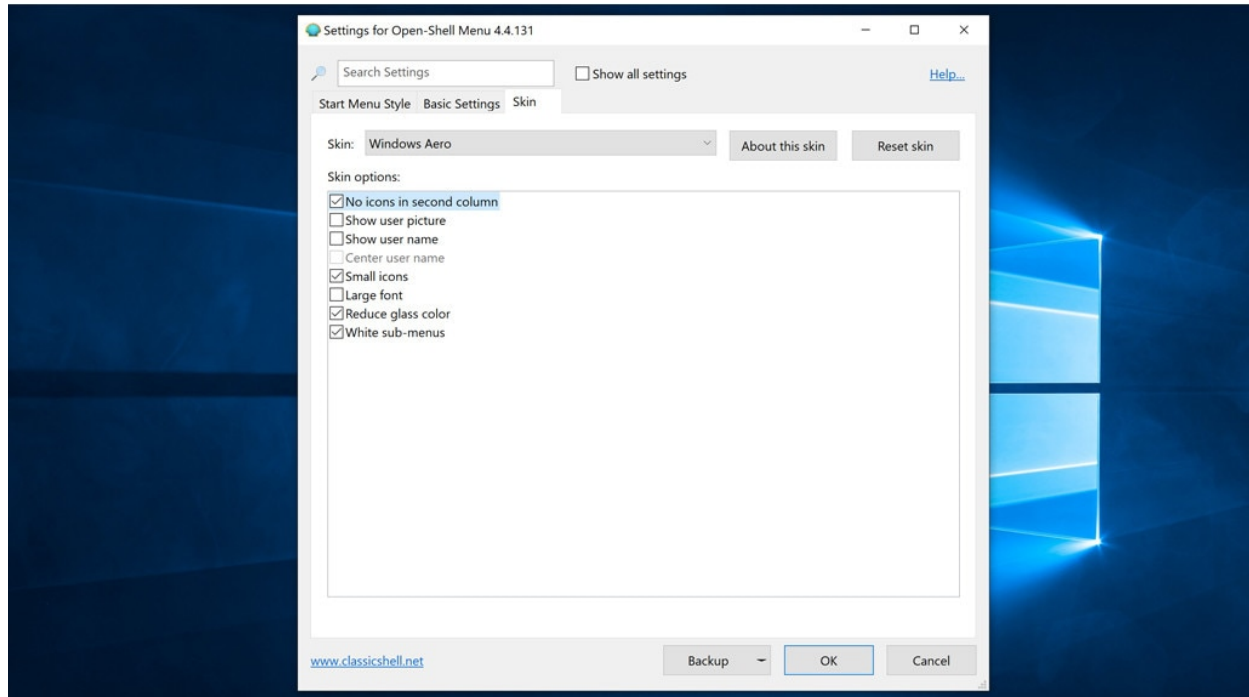 Settings for Open-Shell Menu 4.4.131
Search Settings
Show all settings
Help...
Start Menu Style Basic Settings Skin
Skin: Windows Aero
About this skin
Reset skin
Skin options:
No icons in second column
Show user picture
Show user name
Center user name
Small icons
Large font
Reduce glass color
White sub-menus
www.classicshell.net
Backup
OK
Cancel